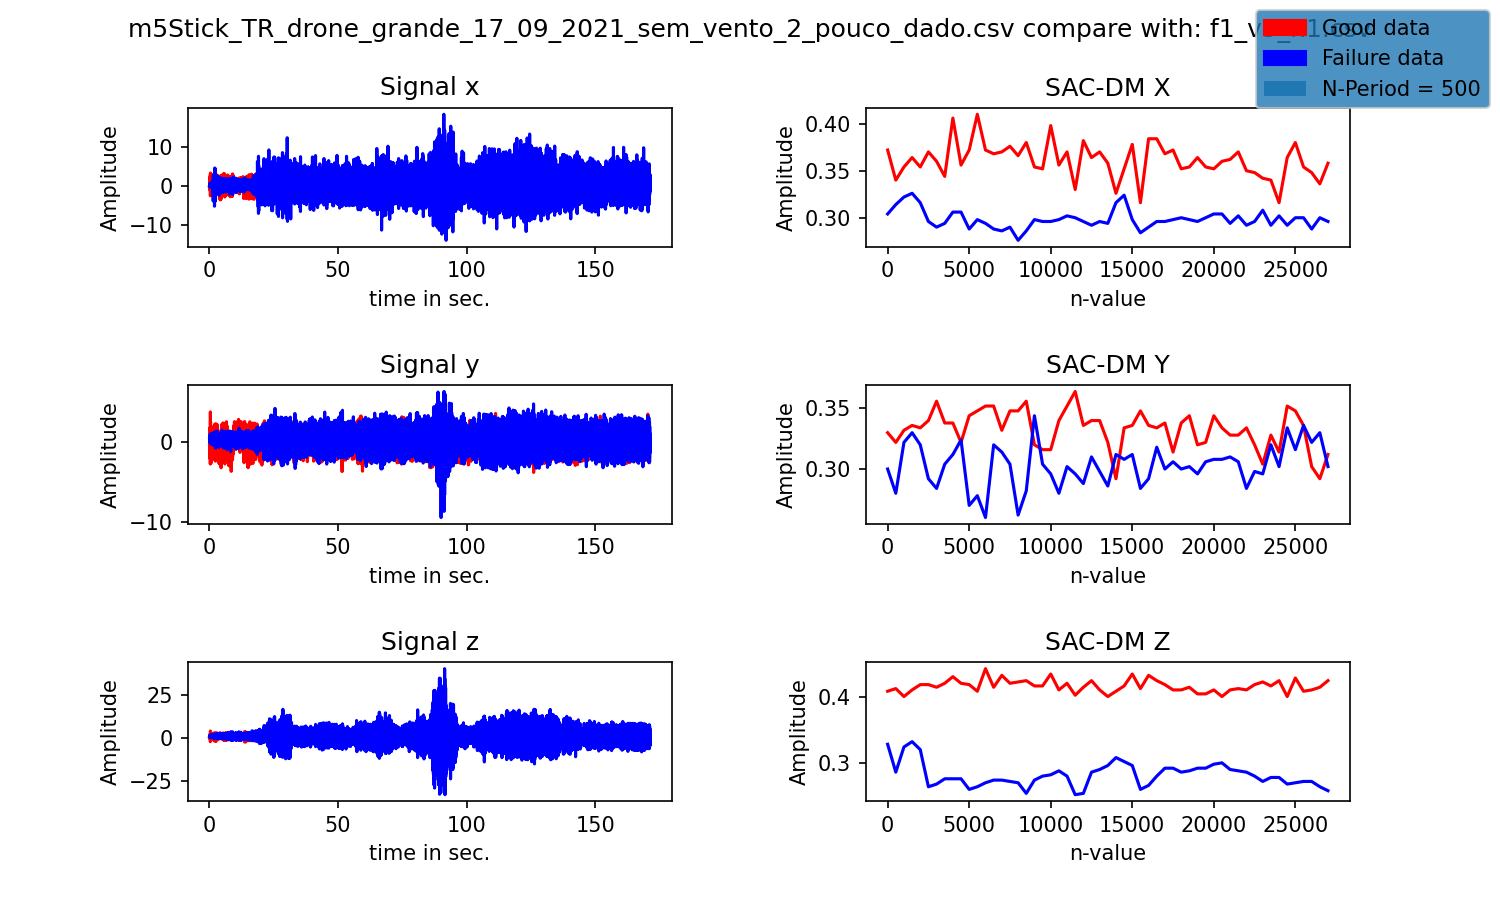 m5Stick_TR_drone_grande_17_09_2021_sem_vento_2_pouco_dado.csv compare with:
Good data
Failure data
N-Period = 500
Signal x
Amplitude
10
0
−10
0 50 100 150
time in sec.
SAC-DM X
Amplitude
0.40
0.35
0.30
0 5000 10000 15000 20000 25000
n-value
Signal y
Amplitude
0
−10
0 50 100 150
time in sec.
SAC-DM Y
Amplitude
0.35
0.30
0 5000 10000 15000 20000 25000
n-value
Signal z
Amplitude
25
0
−25
0 50 100 150
time in sec.
SAC-DM Z
Amplitude
0.4
0.3
0 5000 10000 15000 20000 25000
n-value